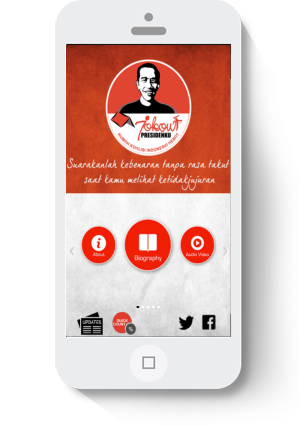 Jokowi
PRESIDENKU
Suarakanlah kebenaran tanpa rasa takut
saat kamu melihat ketidakjujuran
About
Biography
Audio Video
UPDATES
QUICK
COUNT
%